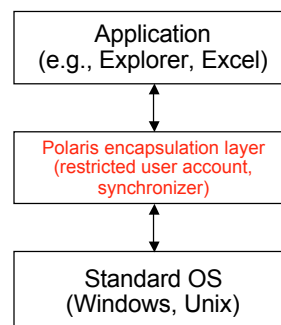 Application
(e.g., Explorer, Excel)
Polaris encapsulation layer
(restricted user account,
synchronizer)
Standard OS
(Windows, Unix)